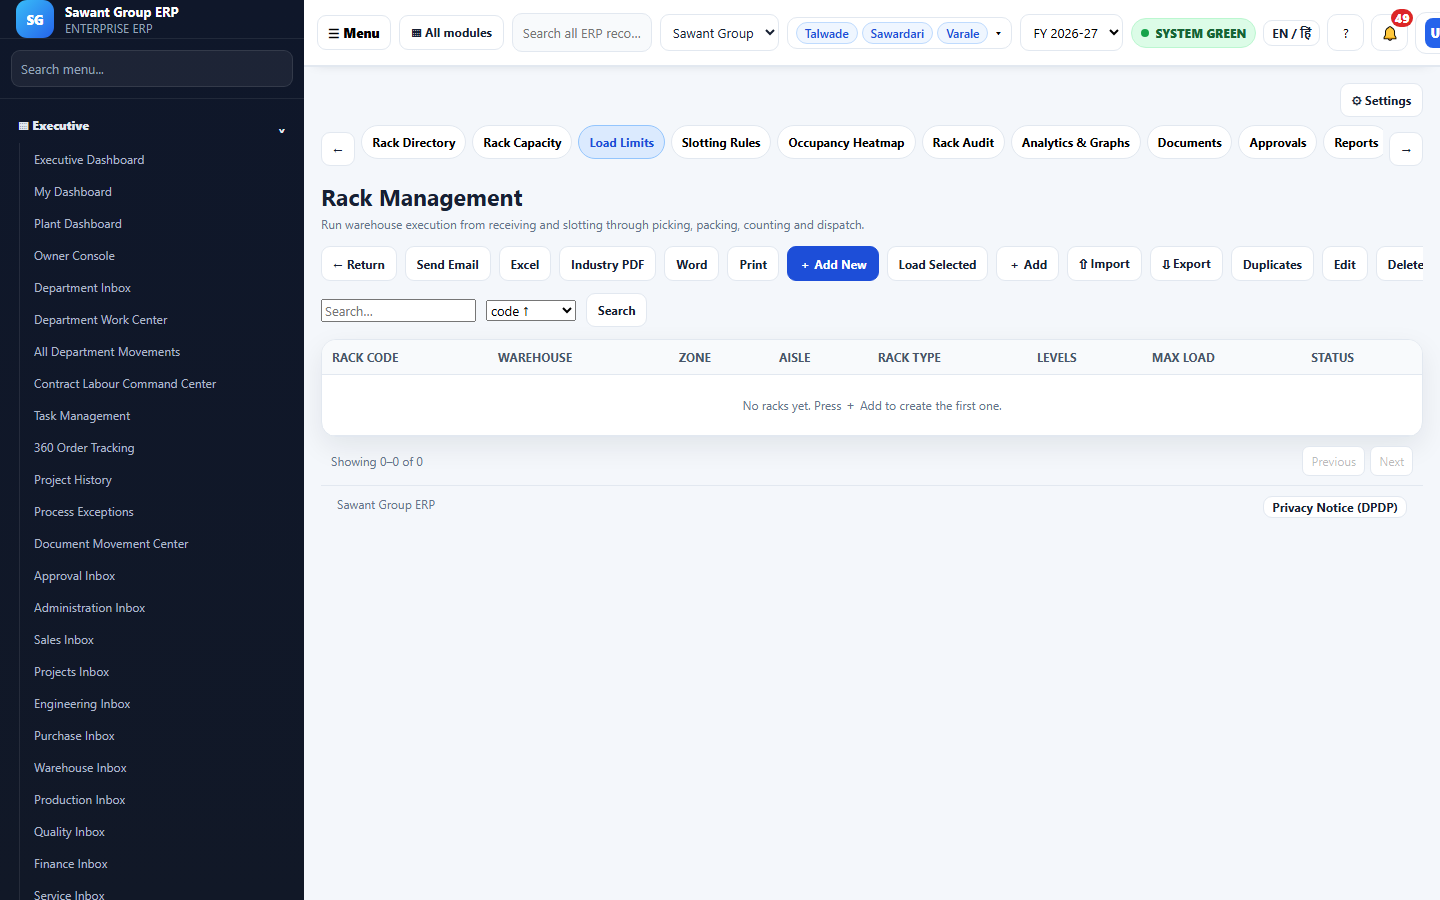 SG
Sawant Group ERP
ENTERPRISE ERP
Search menu...
Executive
Executive Dashboard
My Dashboard
Plant Dashboard
Owner Console
Department Inbox
Department Work Center
All Department Movements
Contract Labour Command Center
Task Management
360 Order Tracking
Project History
Process Exceptions
Document Movement Center
Approval Inbox
Administration Inbox
Sales Inbox
Projects Inbox
Engineering Inbox
Purchase Inbox
Warehouse Inbox
Production Inbox
Quality Inbox
Finance Inbox
Service Inbox
☰ Menu All modules Search all ERP reco... Sawant Group Talwade Sawardari Varale FY 2026-27 SYSTEM GREEN EN / हिं ? 49 U
⚙ Settings
← Rack Directory Rack Capacity Load Limits Slotting Rules Occupancy Heatmap Rack Audit Analytics & Graphs Documents Approvals Reports →
Rack Management
Run warehouse execution from receiving and slotting through picking, packing, counting and dispatch.
← Return Send Email Excel Industry PDF Word Print + Add New Load Selected + Add ⇧ Import ⇩ Export Duplicates Edit Delete
Search... code ↑ Search
RACK CODE WAREHOUSE ZONE AISLE RACK TYPE LEVELS MAX LOAD STATUS
No racks yet. Press + Add to create the first one.
Showing 0–0 of 0 Previous Next
Sawant Group ERP Privacy Notice (DPDP)